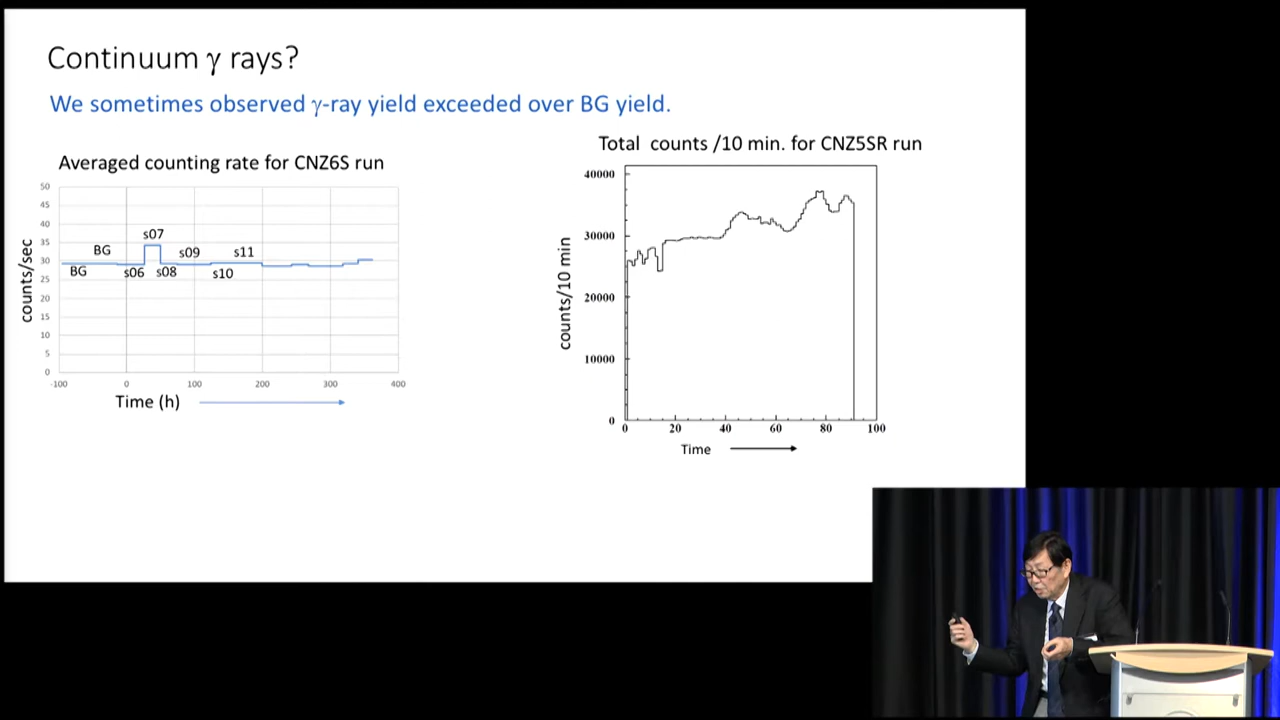 Continuum γ rays?
We sometimes observed γ-ray yield exceeded over BG yield.
Averaged counting rate for CNZ6S run
50
45
40
35
30
25
20
15
10
5
0
counts/sec
BG
BG
s06
s07
s08
s09
s10
s11
-100
0
100
200
300
400
Time (h)
Total counts /10 min. for CNZ5SR run
40000
30000
20000
10000
0
counts/10 min
0
20
40
60
80
100
Time